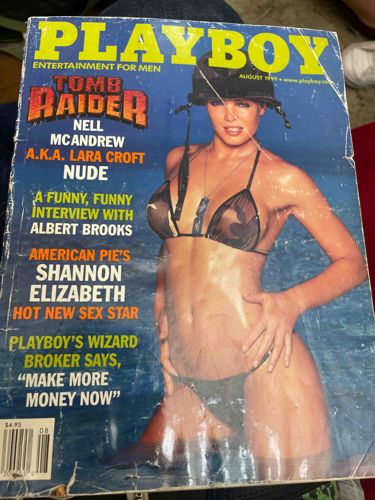 PLAYBOY
ENTERTAINMENT FOR MEN
AUGUST 1999 • www.playboy.com
TOMB
RAIDER
NELL
MCANDREW
A.K.A. LARA CROFT
NUDE
A FUNNY, FUNNY
INTERVIEW WITH
ALBERT BROOKS
AMERICAN PIE'S
SHANNON
ELIZABETH
HOT NEW SEX STAR
PLAYBOY'S WIZARD
BROKER SAYS,
"MAKE MORE
MONEY NOW"
$4.95
08